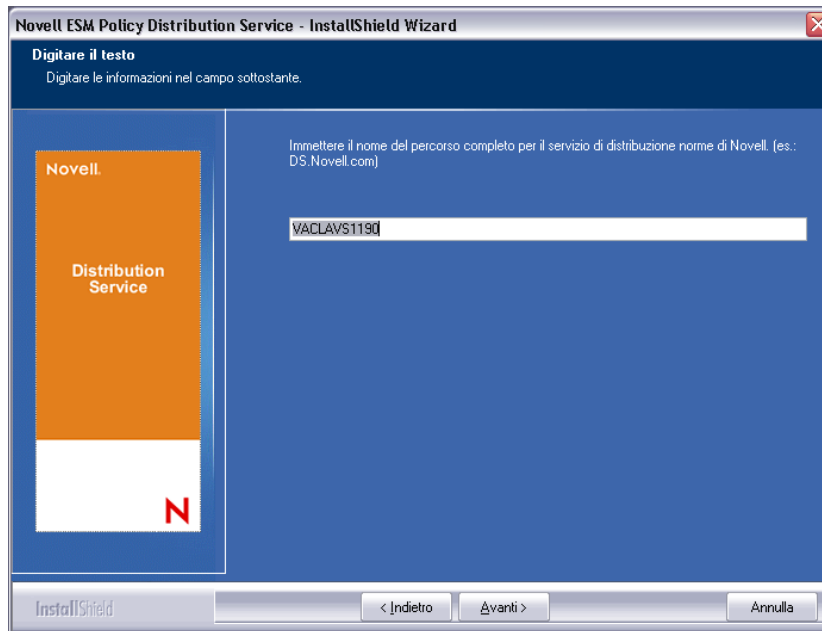 Novell ESM Policy Distribution Service - InstallShield Wizard
Digitare il testo
Digitare le informazioni nel campo sottostante.
Immettere il nome del percorso completo per il servizio di distribuzione norme di Novell. (es.:
DS.Novell.com)
VACLAVS1190
Novell.
Distribution
Service
N
InstallShield
< Indietro
Avanti >
Annulla